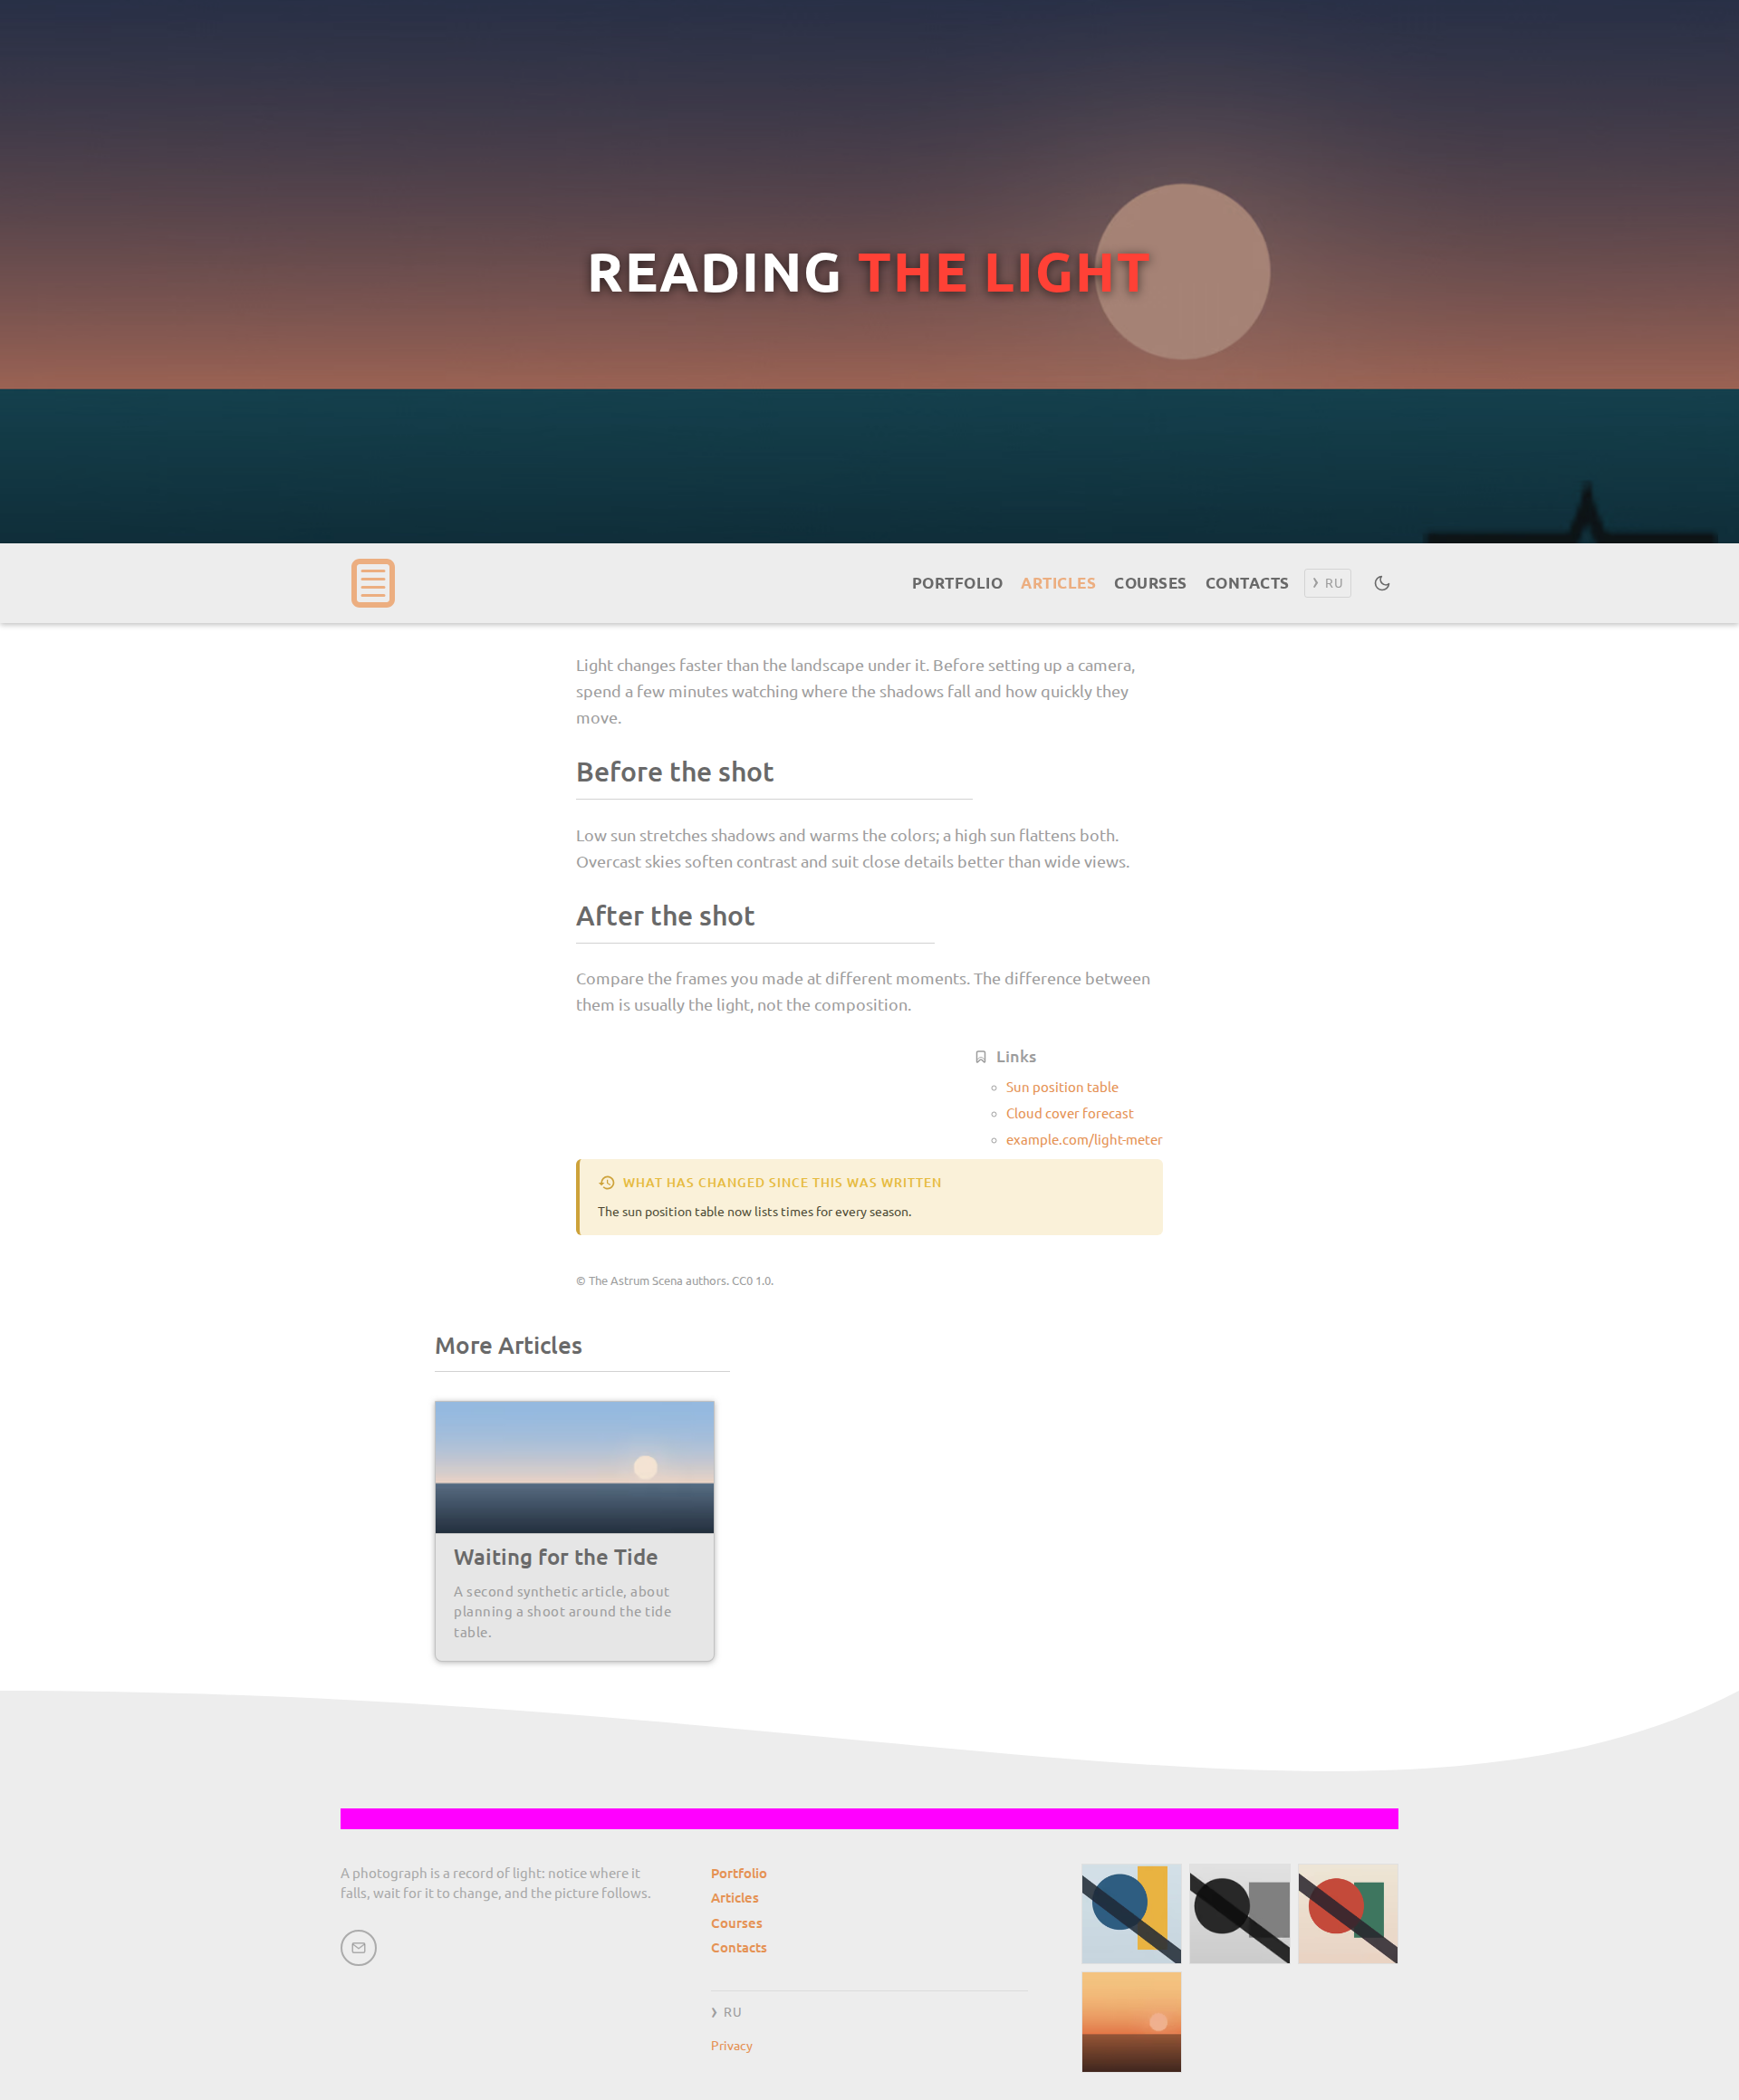 READING THE LIGHT
PORTFOLIO ARTICLES COURSES CONTACTS ❯ RU
Light changes faster than the landscape under it. Before setting up a camera,
spend a few minutes watching where the shadows fall and how quickly they
move.
Before the shot
Low sun stretches shadows and warms the colors; a high sun flattens both.
Overcast skies soften contrast and suit close details better than wide views.
After the shot
Compare the frames you made at different moments. The difference between
them is usually the light, not the composition.
Links
Sun position table
Cloud cover forecast
example.com/light-meter
WHAT HAS CHANGED SINCE THIS WAS WRITTEN
The sun position table now lists times for every season.
© The Astrum Scena authors. CC0 1.0.
More Articles
Waiting for the Tide
A second synthetic article, about
planning a shoot around the tide
table.
A photograph is a record of light: notice where it
falls, wait for it to change, and the picture follows.
Portfolio
Articles
Courses
Contacts
❯ RU
Privacy